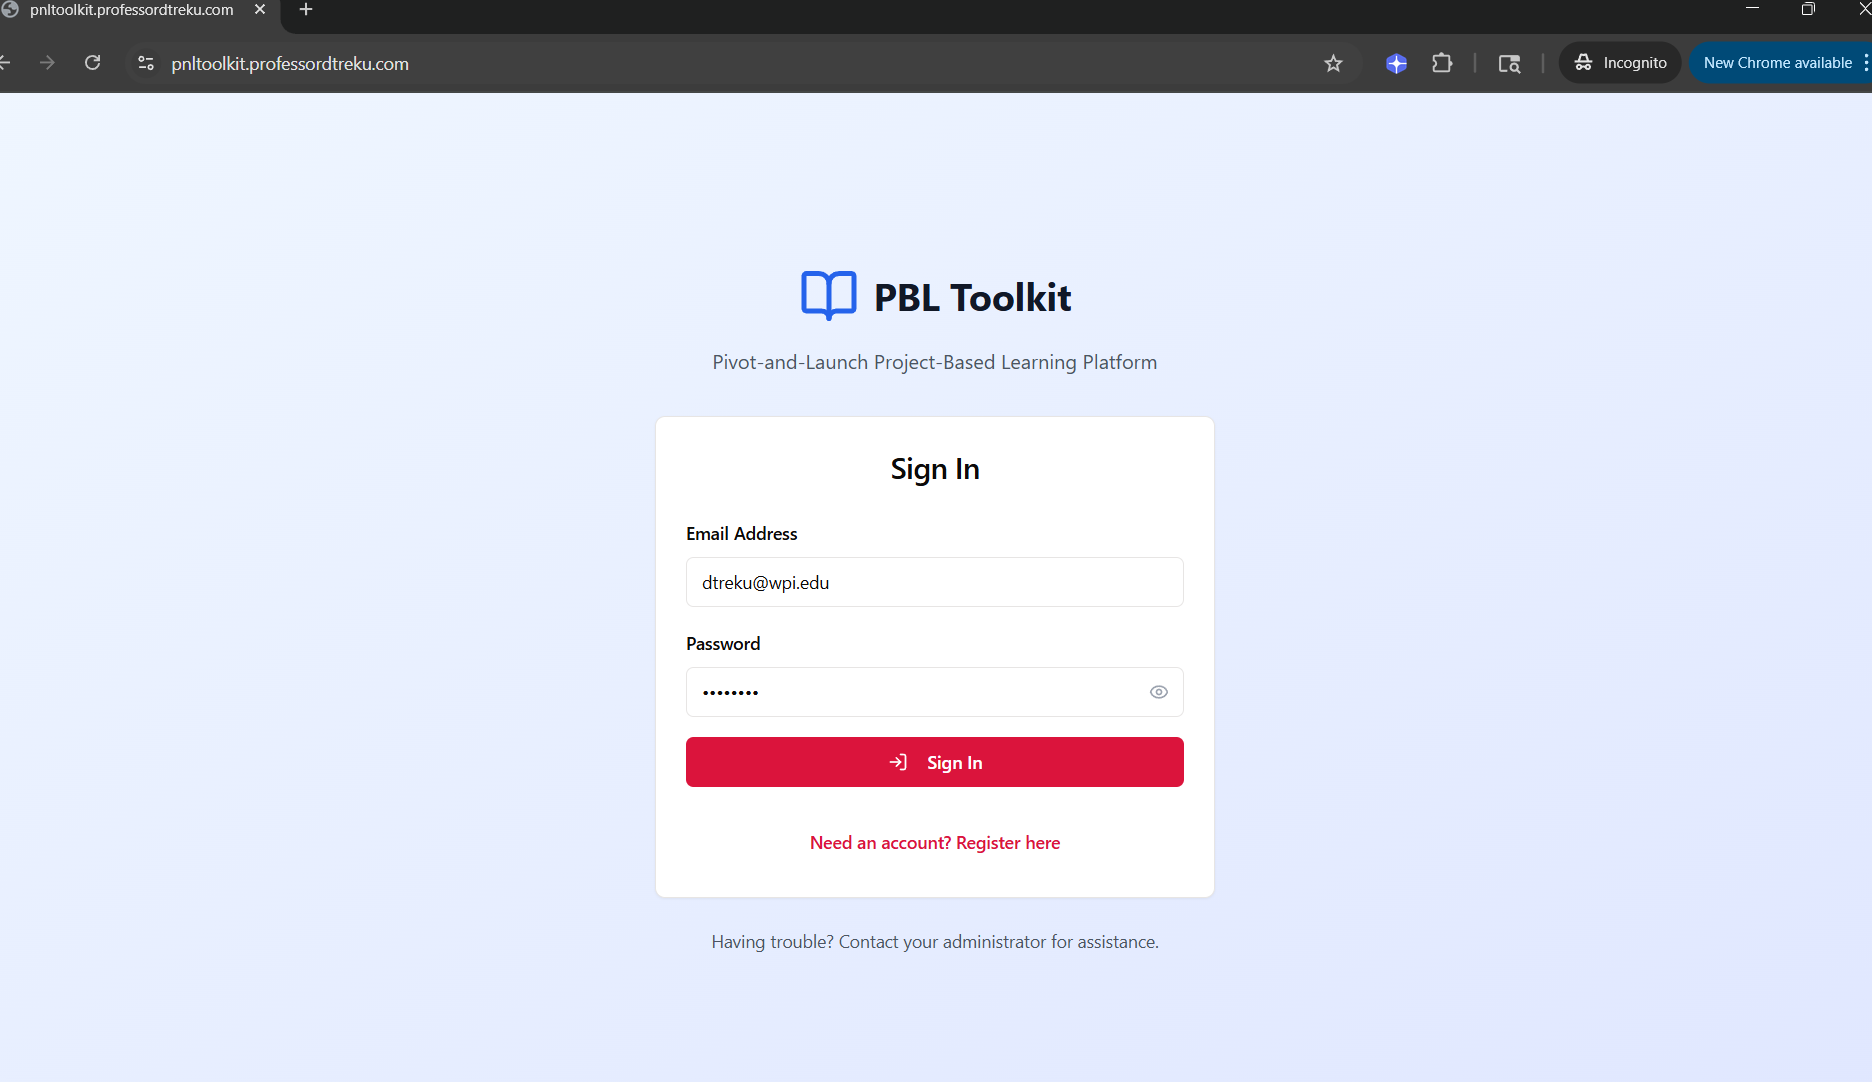 pnltoolkit.professordtreku.com
pnltoolkit.professordtreku.com
Incognito
New Chrome available
PBL Toolkit
Pivot-and-Launch Project-Based Learning Platform
Sign In
Email Address
dtreku@wpi.edu
Password
••••••••
Sign In
Need an account? Register here
Having trouble? Contact your administrator for assistance.